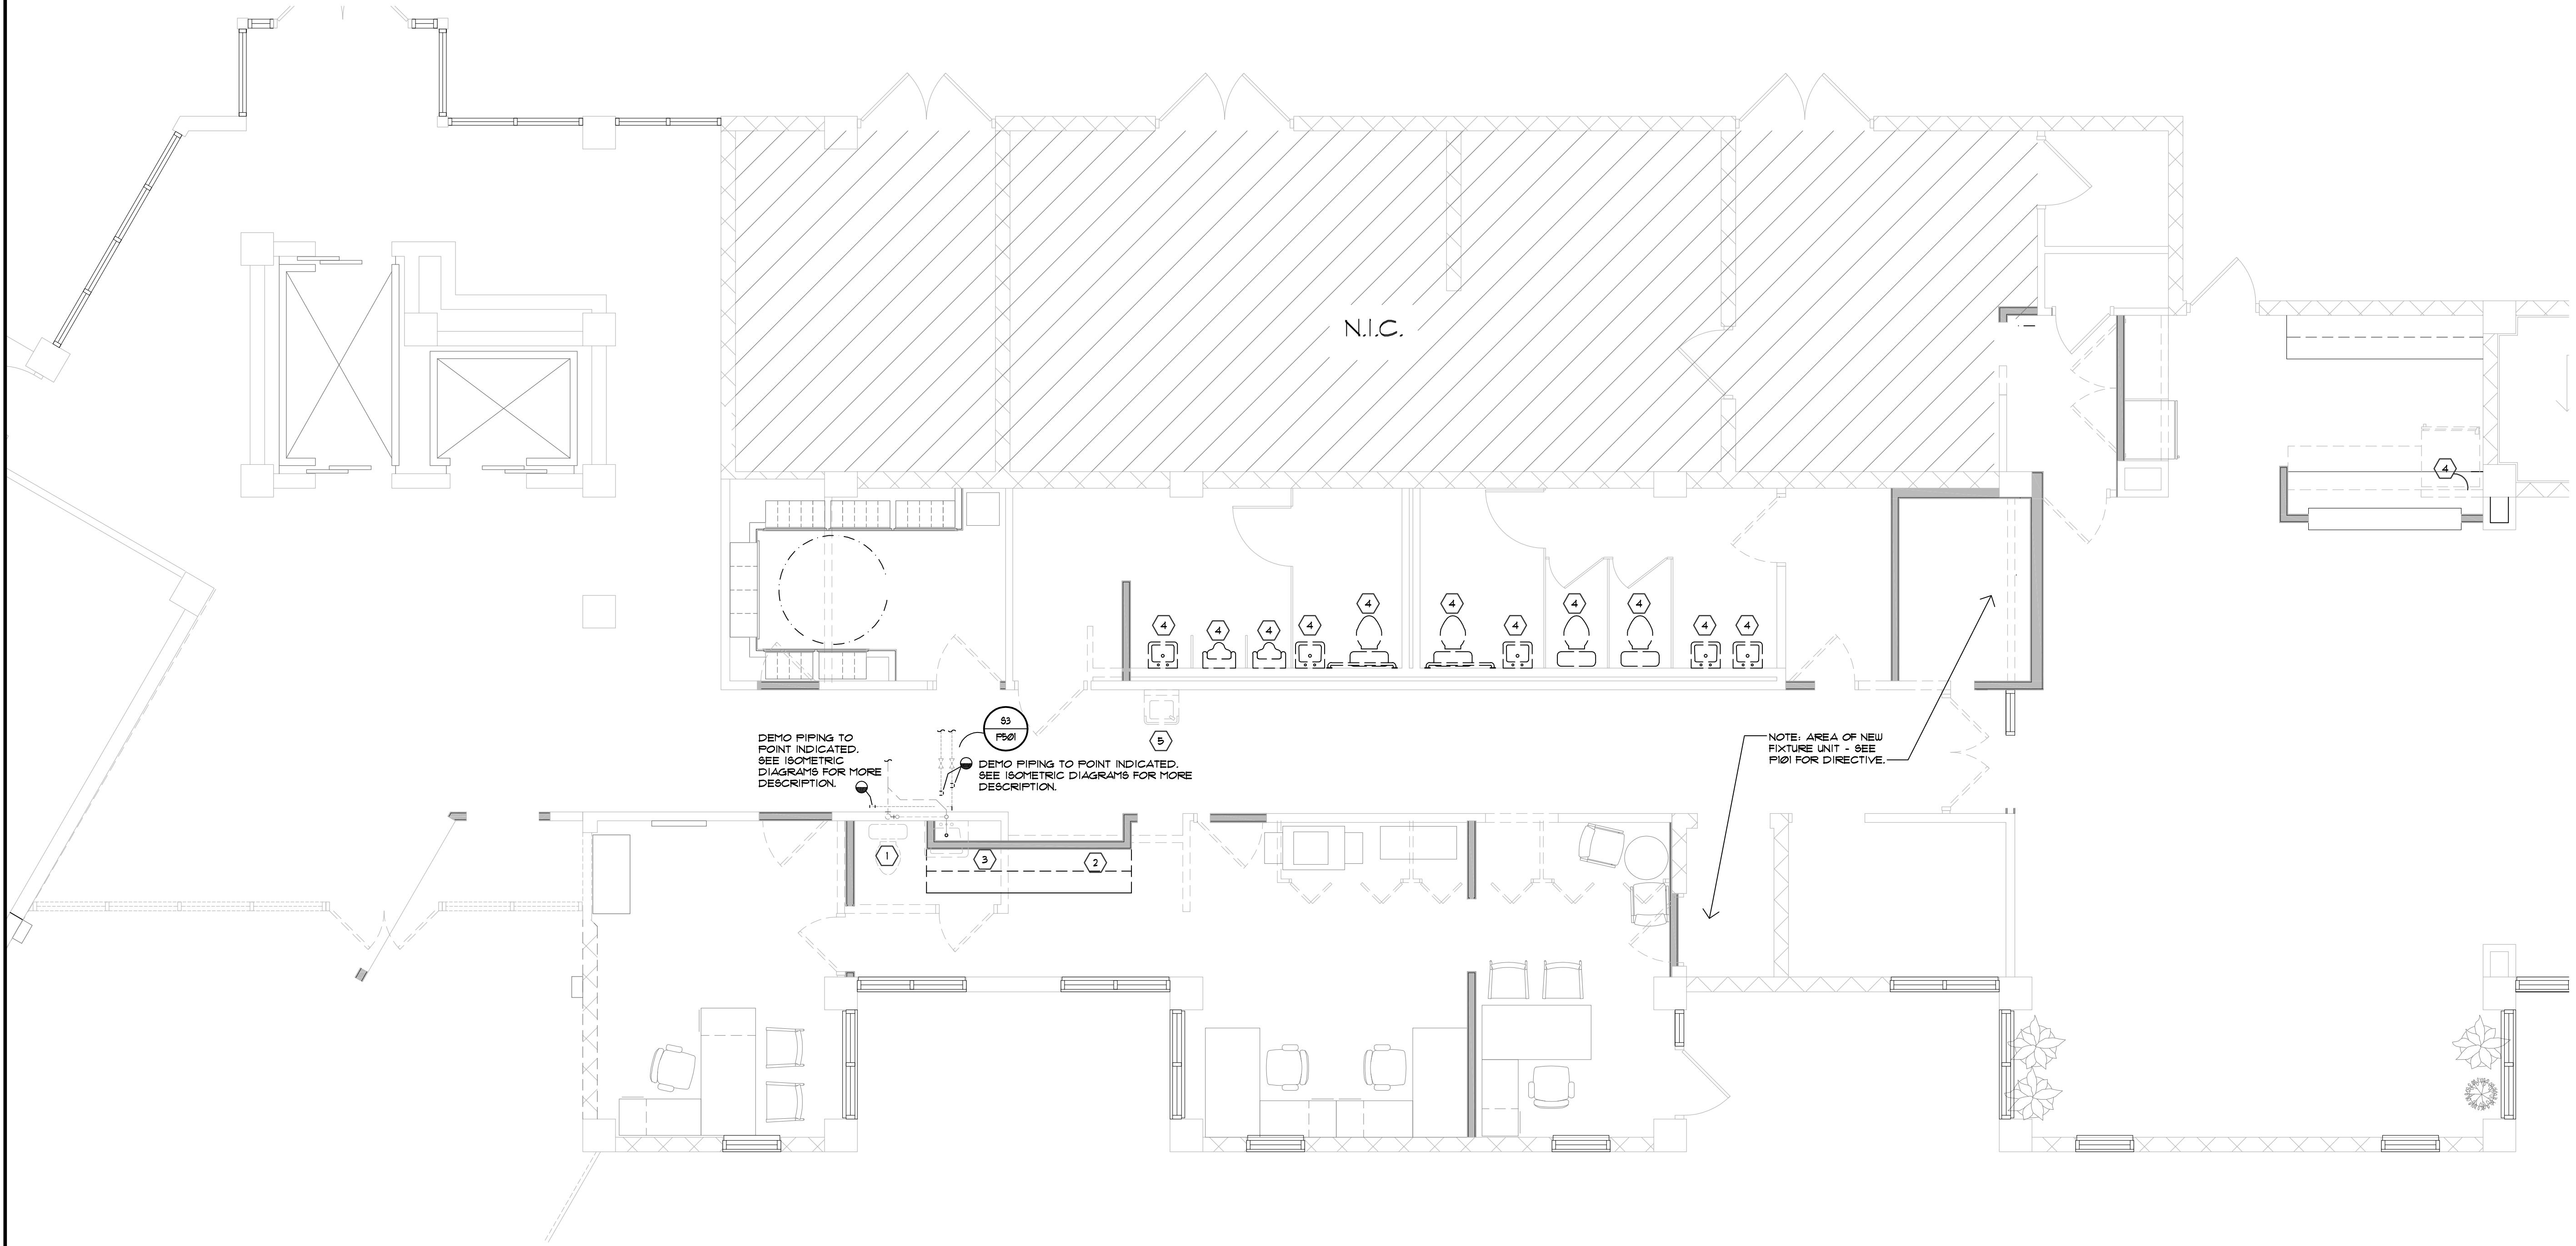 N.I.C.
4
4
4
4
4
4
4
4
4
4
4
4
5
S3
P501
DEMO PIPING TO
POINT INDICATED.
SEE ISOMETRIC
DIAGRAMS FOR MORE
DESCRIPTION.
DEMO PIPING TO POINT INDICATED.
SEE ISOMETRIC DIAGRAMS FOR MORE
DESCRIPTION.
NOTE: AREA OF NEW
FIXTURE UNIT - SEE
P101 FOR DIRECTIVE.
1
3
2